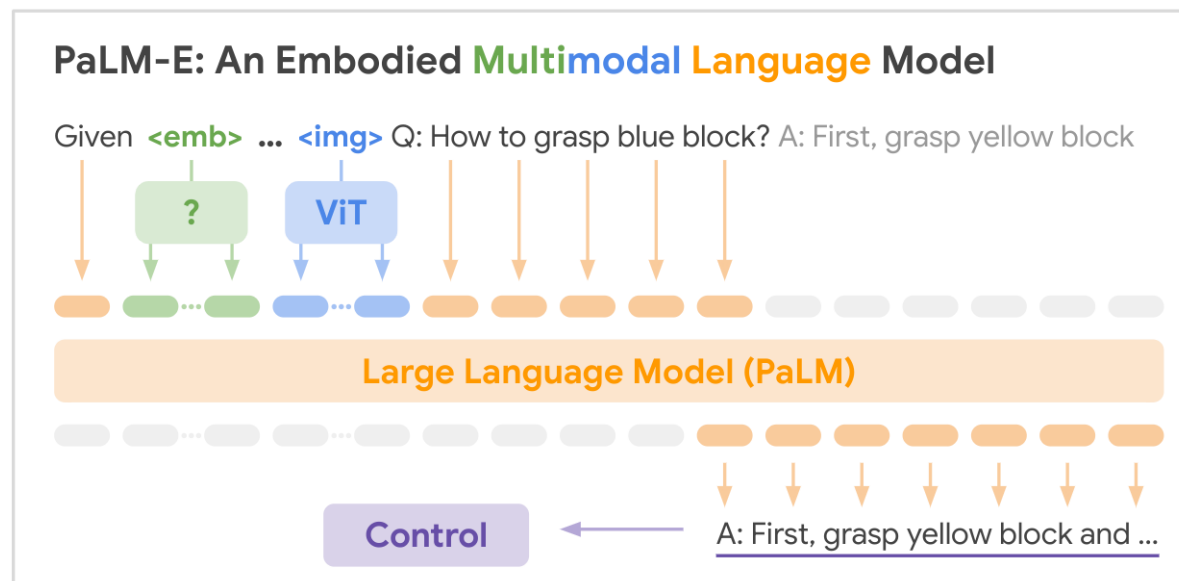 PaLM-E: An Embodied Multimodal Language Model
Given <emb> ... <img> Q: How to grasp blue block? A: First, grasp yellow block
?
ViT
Large Language Model (PaLM)
Control
A: First, grasp yellow block and ...